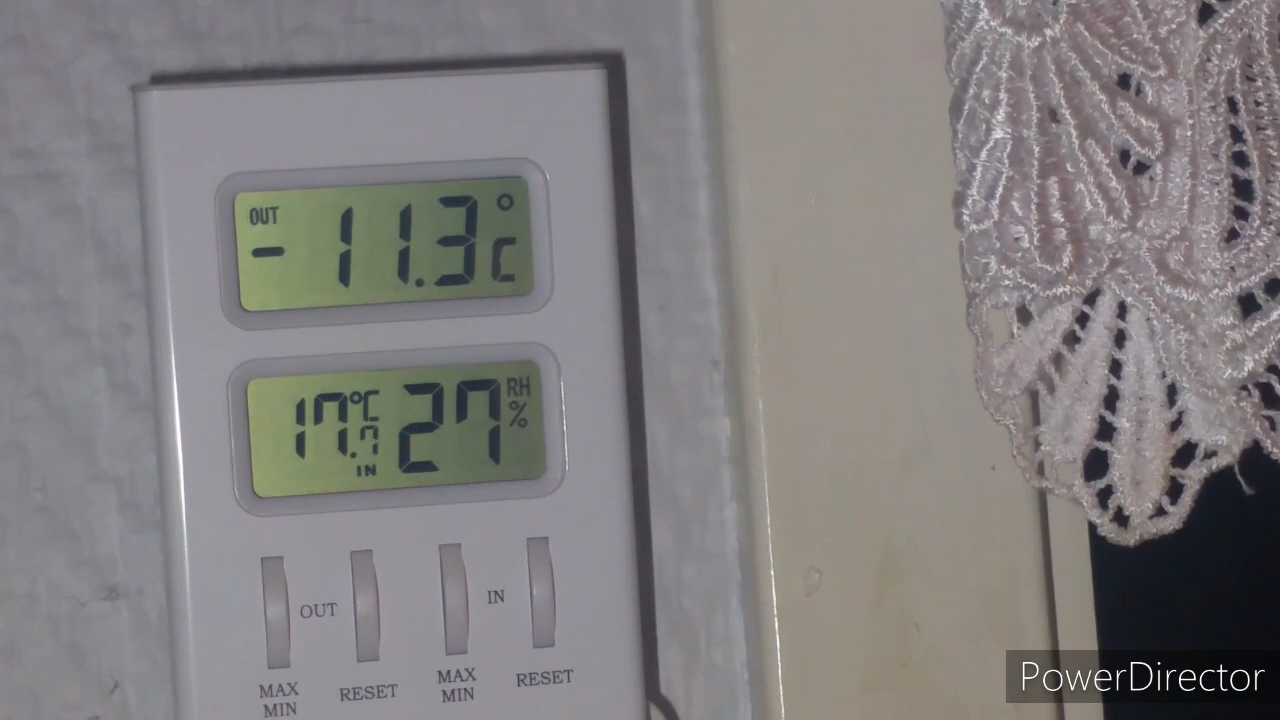 OUT
-11.3°C
17.7°C IN 27 RH %
OUT
IN
MAX MIN
RESET
MAX MIN
RESET
PowerDirector